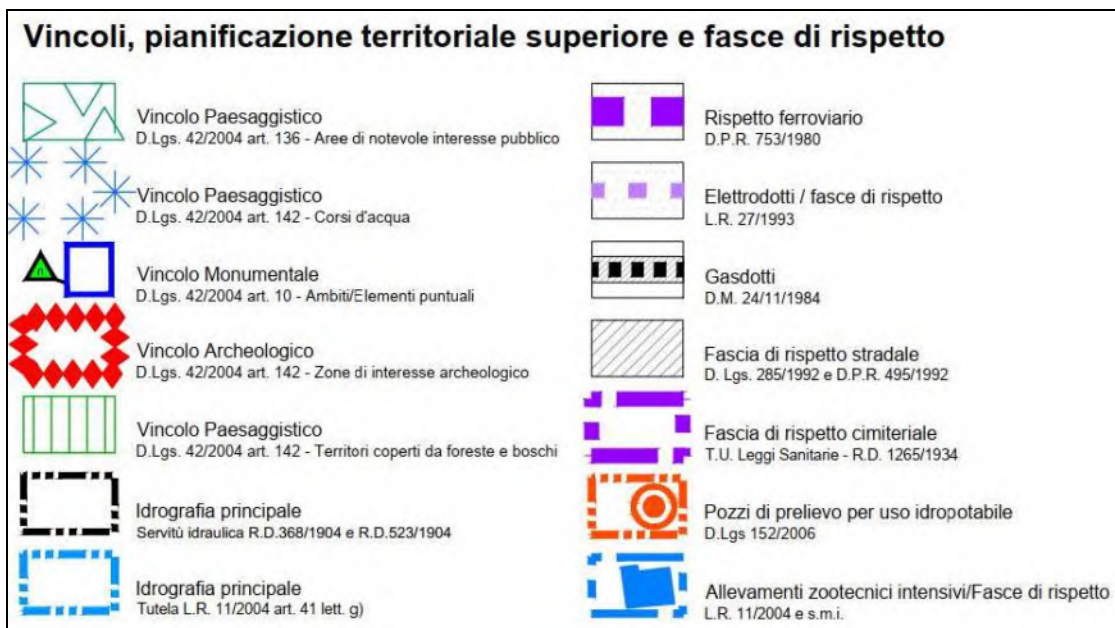 Vincoli, pianificazione territoriale superiore e fasce di rispetto
Vincolo Paesaggistico
D.Lgs. 42/2004 art. 136 - Aree di notevole interesse pubblico
Vincolo Paesaggistico
D.Lgs. 42/2004 art. 142 - Corsi d'acqua
Vincolo Monumentale
D.Lgs. 42/2004 art. 10 - Ambiti/Elementi puntuali
Vincolo Archeologico
D.Lgs. 42/2004 art. 142 - Zone di interesse archeologico
Vincolo Paesaggistico
D.Lgs. 42/2004 art. 142 - Territori coperti da foreste e boschi
Idrografia principale
Servitù idraulica R.D.368/1904 e R.D.523/1904
Idrografia principale
Tutela L.R. 11/2004 art. 41 lett. g)
Rispetto ferroviario
D.P.R. 753/1980
Elettrodotti / fasce di rispetto
L.R. 27/1993
Gasdotti
D.M. 24/11/1984
Fascia di rispetto stradale
D. Lgs. 285/1992 e D.P.R. 495/1992
Fascia di rispetto cimiteriale
T.U. Leggi Sanitarie - R.D. 1265/1934
Pozzi di prelievo per uso idropotabile
D.Lgs 152/2006
Allevamenti zootecnici intensivi/Fasce di rispetto
L.R. 11/2004 e s.m.i.